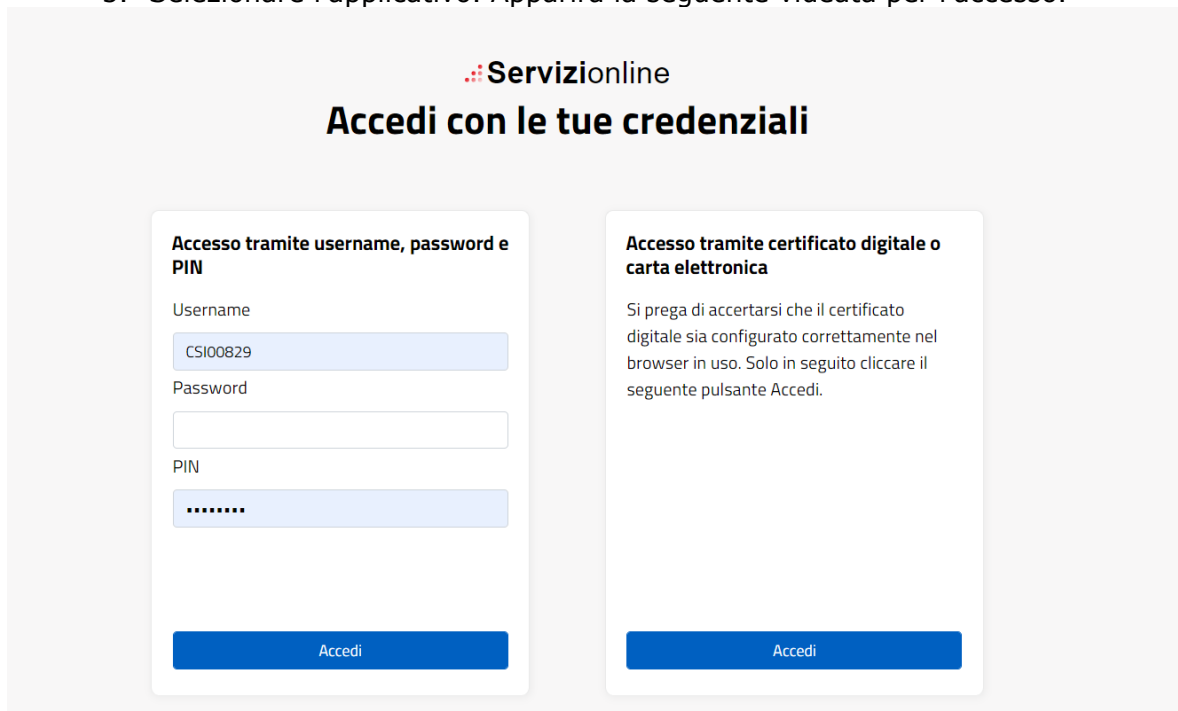 Selezionare l'applicativo. Apparirà la seguente videata per l'accesso.
Servizionline
Accedi con le tue credenziali
Accesso tramite username, password e
PIN
Username
CSI00829
Password
PIN
••••••••
Accedi
Accesso tramite certificato digitale o
carta elettronica
Si prega di accertarsi che il certificato
digitale sia configurato correttamente nel
browser in uso. Solo in seguito cliccare il
seguente pulsante Accedi.
Accedi